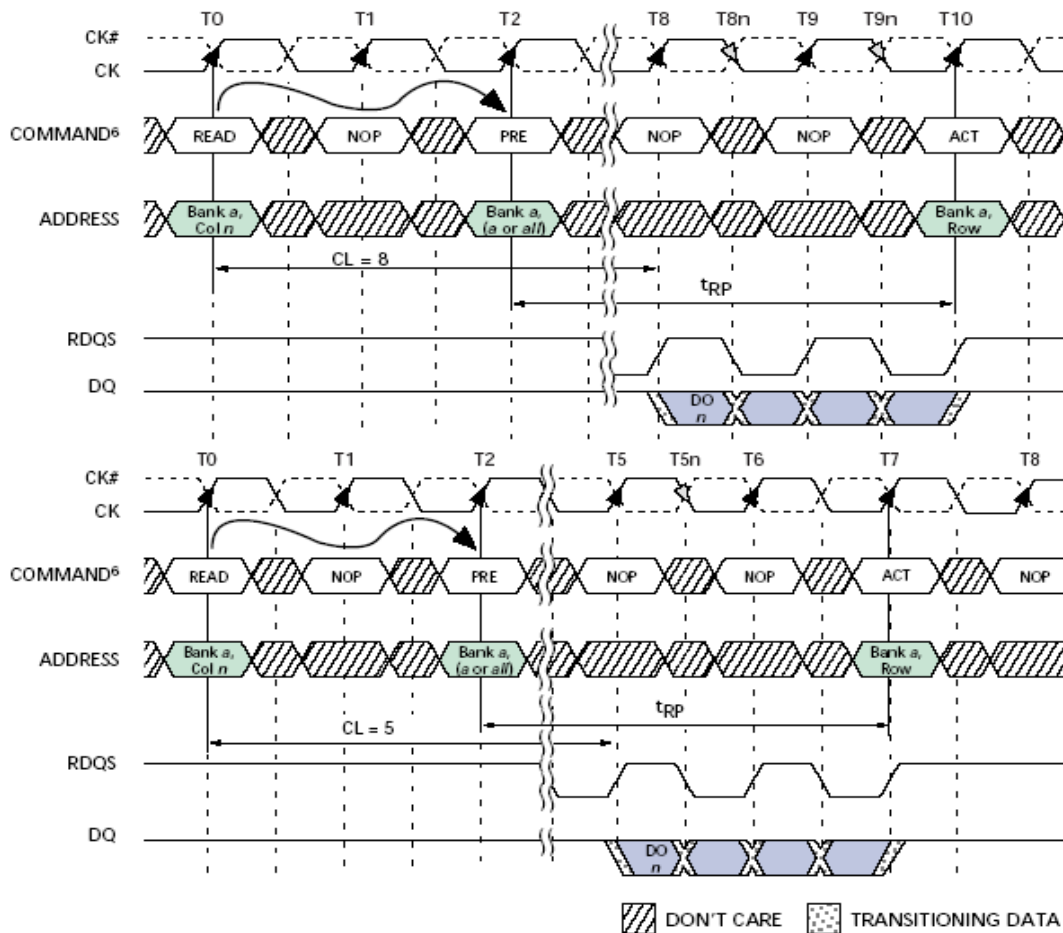 T0 T1 T2 T8 T8n T9 T9n T10
CK#
CK
COMMAND⁶ READ NOP PRE NOP NOP ACT
ADDRESS Bank a, Col n Bank a, (a or all) Bank a, Row
CL = 8
tRP
RDQS
DQ
DO n
T0 T1 T2 T5 T5n T6 T7 T8
CK#
CK
COMMAND⁶ READ NOP PRE NOP NOP ACT NOP
ADDRESS Bank a, Col n Bank a, (a or all) Bank a, Row
tRP
CL = 5
RDQS
DQ
DO n
DON'T CARE TRANSITIONING DATA